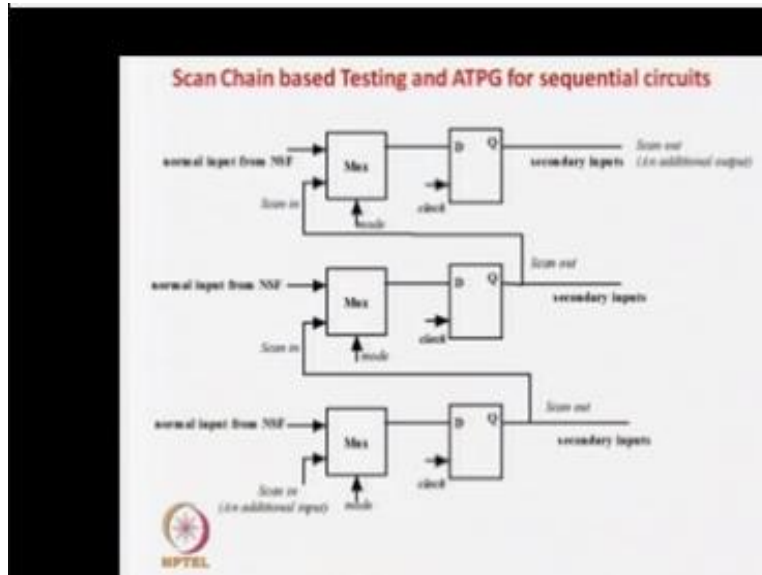 Scan Chain based Testing and ATPG for sequential circuits
normal input from NSF
Mux
D Q
Scan out
secondary inputs (An additional output)
Scan in
mode
clock
Scan out
normal input from NSF
Mux
D Q
secondary inputs
Scan in
mode
clock
Scan out
normal input from NSF
Mux
D Q
secondary inputs
Scan in
(An additional input)
mode
clock
NPTEL